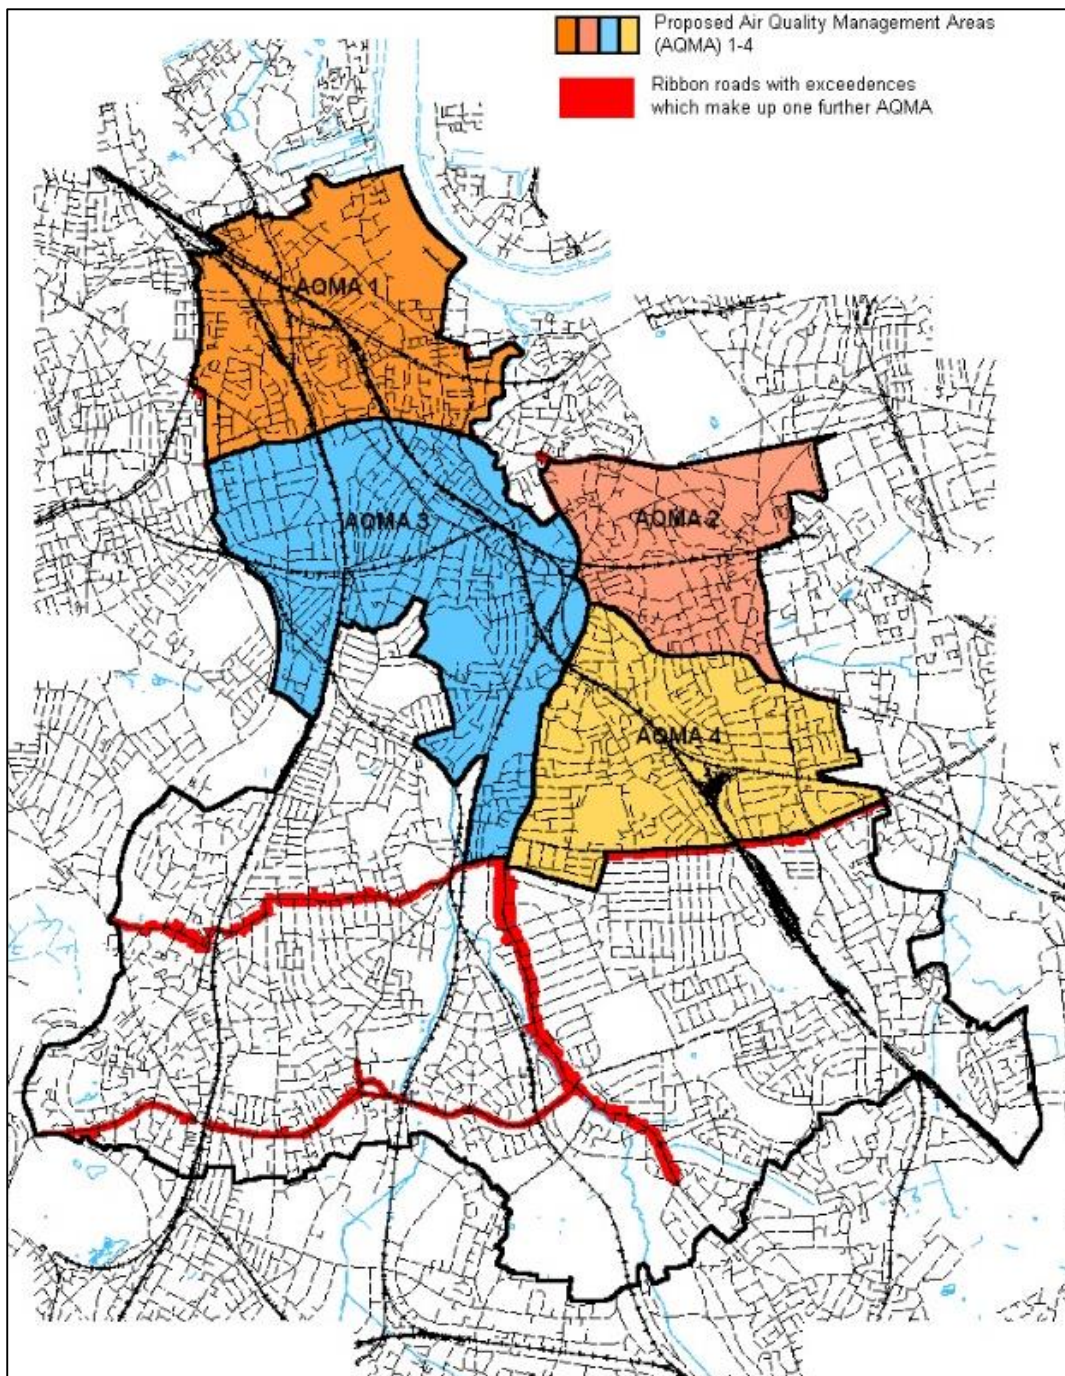 Proposed Air Quality Management Areas
(AQMA) 1-4
Ribbon roads with exceedences
which make up one further AQMA
AQMA 1
AQMA 3
AQMA 2
AQMA 4